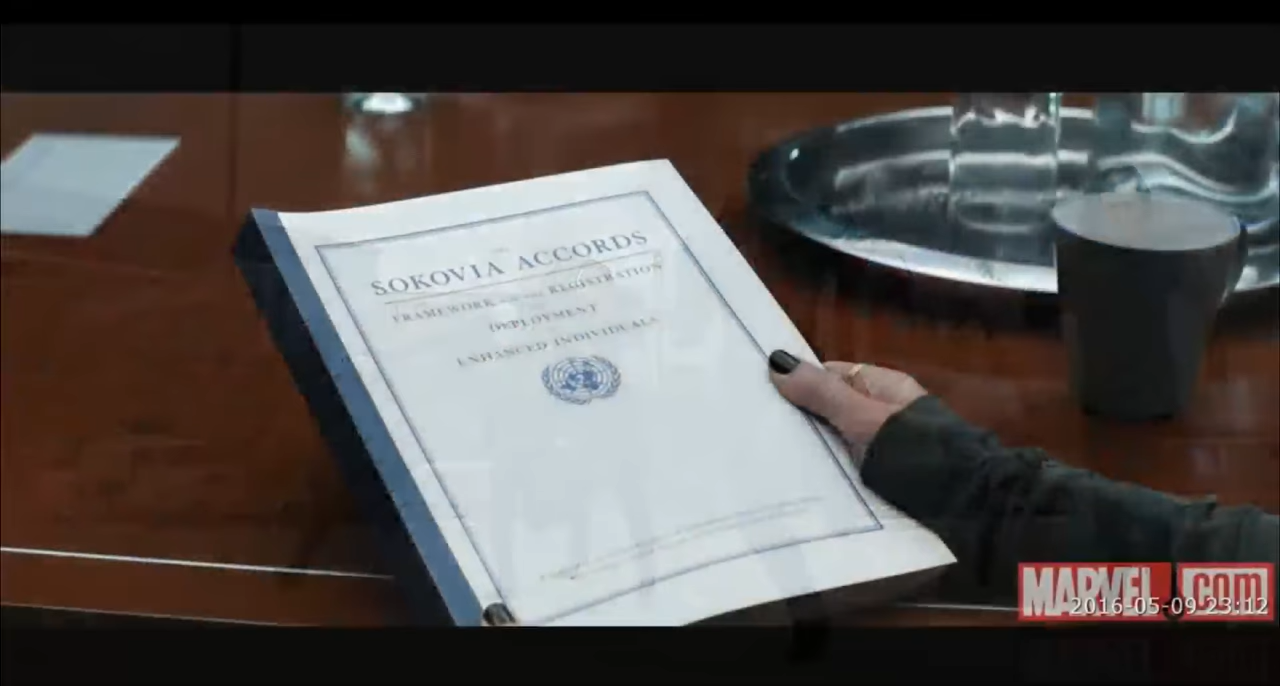 SOKOVIA ACCORDS
FRAMEWORK REGISTRATION
DEPLOYMENT
ENHANCED INDIVIDUALS
MARVEL.com
2016-05-09 23:12